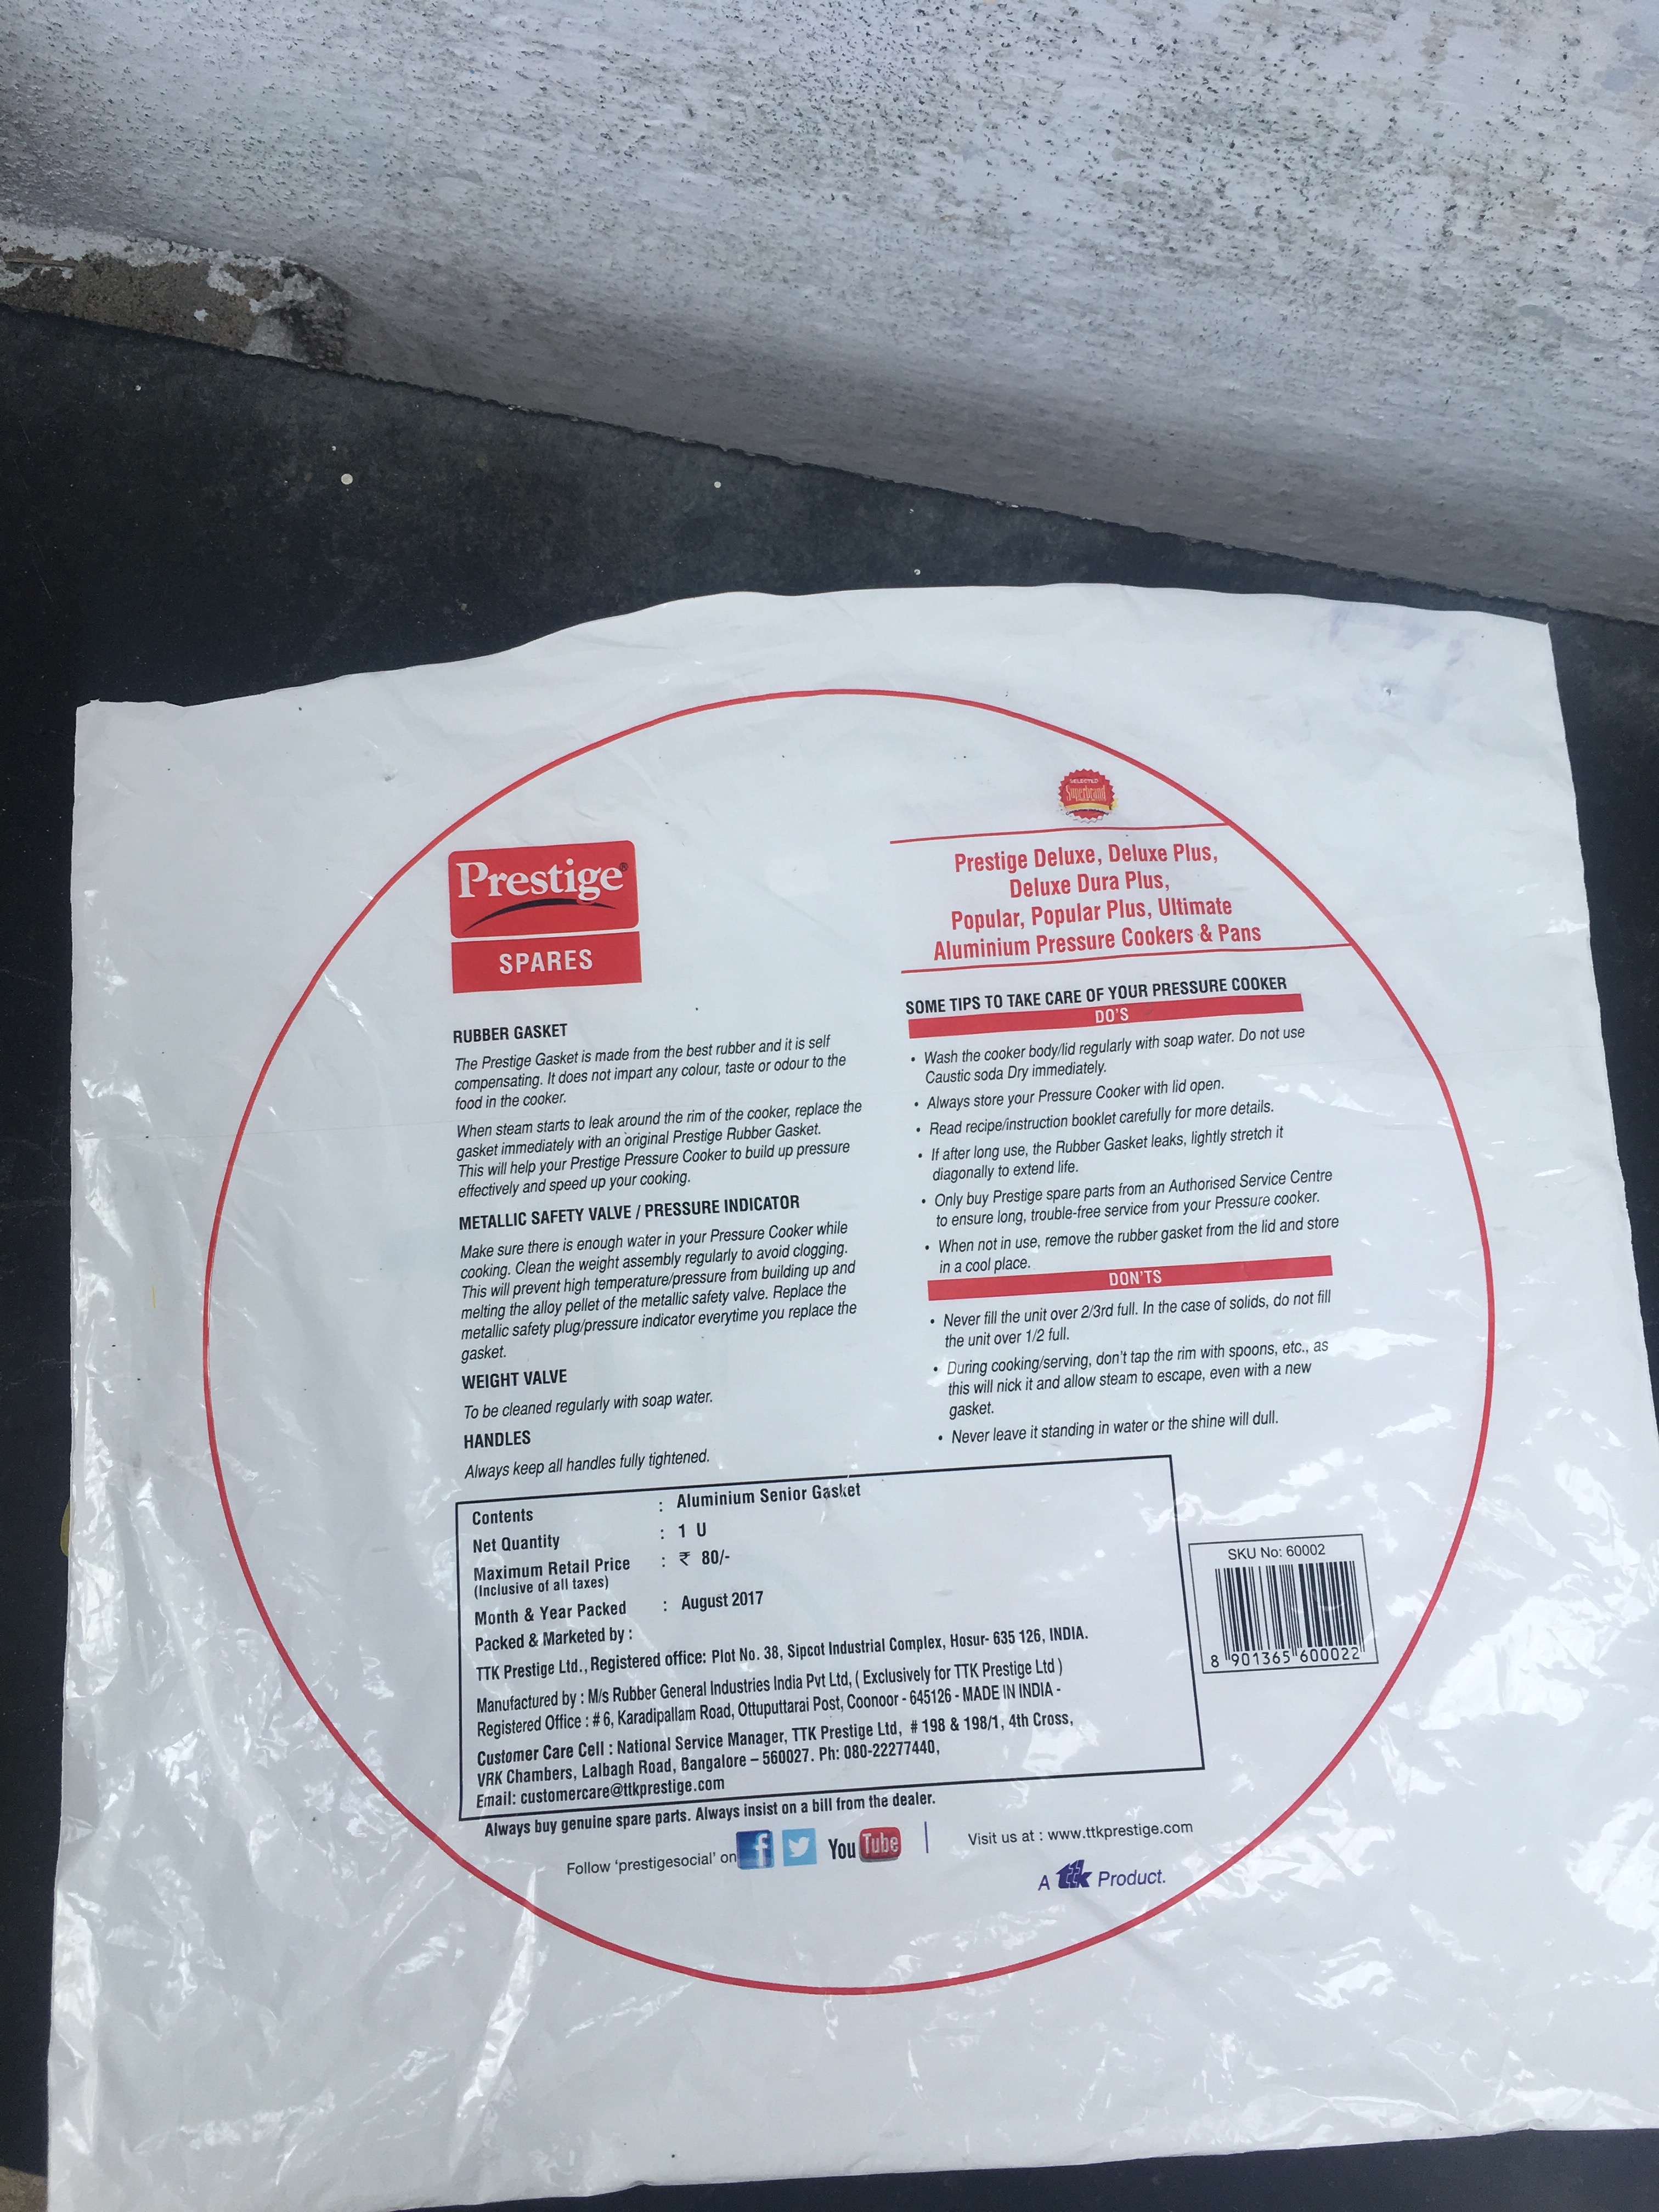 Prestige®
SPARES
RUBBER GASKET
The Prestige Gasket is made from the best rubber and it is self
compensating. It does not impart any colour, taste or odour to the
food in the cooker.
When steam starts to leak around the rim of the cooker, replace the
gasket immediately with an original Prestige Rubber Gasket.
This will help your Prestige Pressure Cooker to build up pressure
effectively and speed up your cooking.
METALLIC SAFETY VALVE / PRESSURE INDICATOR
Make sure there is enough water in your Pressure Cooker while
cooking. Clean the weight assembly regularly to avoid clogging.
This will prevent high temperature/pressure from building up and
melting the alloy pellet of the metallic safety valve. Replace the
metallic safety plug/pressure indicator everytime you replace the
gasket.
WEIGHT VALVE
To be cleaned regularly with soap water.
HANDLES
Always keep all handles fully tightened.
SELECTED
Superbrand
Prestige Deluxe, Deluxe Plus,
Deluxe Dura Plus,
Popular, Popular Plus, Ultimate
Aluminium Pressure Cookers & Pans
SOME TIPS TO TAKE CARE OF YOUR PRESSURE COOKER
DO'S
• Wash the cooker body/lid regularly with soap water. Do not use
Caustic soda Dry immediately.
• Always store your Pressure Cooker with lid open.
• Read recipe/instruction booklet carefully for more details.
• If after long use, the Rubber Gasket leaks, lightly stretch it
diagonally to extend life.
• Only buy Prestige spare parts from an Authorised Service Centre
to ensure long, trouble-free service from your Pressure cooker.
• When not in use, remove the rubber gasket from the lid and store
in a cool place.
DON'TS
• Never fill the unit over 2/3rd full. In the case of solids, do not fill
the unit over 1/2 full.
• During cooking/serving, don't tap the rim with spoons, etc., as
this will nick it and allow steam to escape, even with a new
gasket.
• Never leave it standing in water or the shine will dull.
Contents : Aluminium Senior Gasket
Net Quantity : 1 U
Maximum Retail Price : ₹ 80/-
(Inclusive of all taxes)
Month & Year Packed : August 2017
Packed & Marketed by :
TTK Prestige Ltd., Registered office: Plot No. 38, Sipcot Industrial Complex, Hosur- 635 126, INDIA.
Manufactured by : M/s Rubber General Industries India Pvt Ltd, ( Exclusively for TTK Prestige Ltd )
Registered Office : # 6, Karadipallam Road, Ottuputtarai Post, Coonoor - 645126 - MADE IN INDIA -
Customer Care Cell : National Service Manager, TTK Prestige Ltd, # 198 & 198/1, 4th Cross,
VRK Chambers, Lalbagh Road, Bangalore – 560027. Ph: 080-22277440,
Email: customercare@ttkprestige.com
SKU No: 60002
8 901365 600022
Always buy genuine spare parts. Always insist on a bill from the dealer.
Follow 'prestigesocial' on f YouTube | Visit us at : www.ttkprestige.com
A ttk Product.